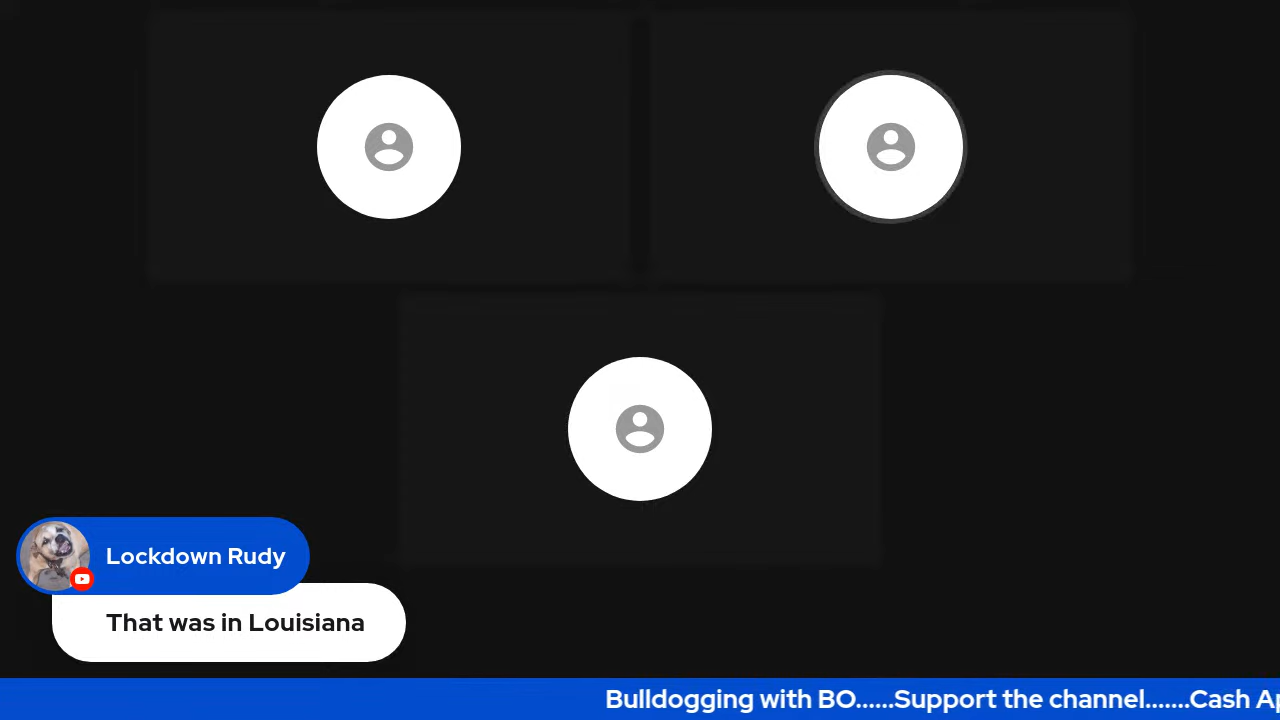 Lockdown Rudy
That was in Louisiana
Bulldogging with BO......Support the channel.......Cash